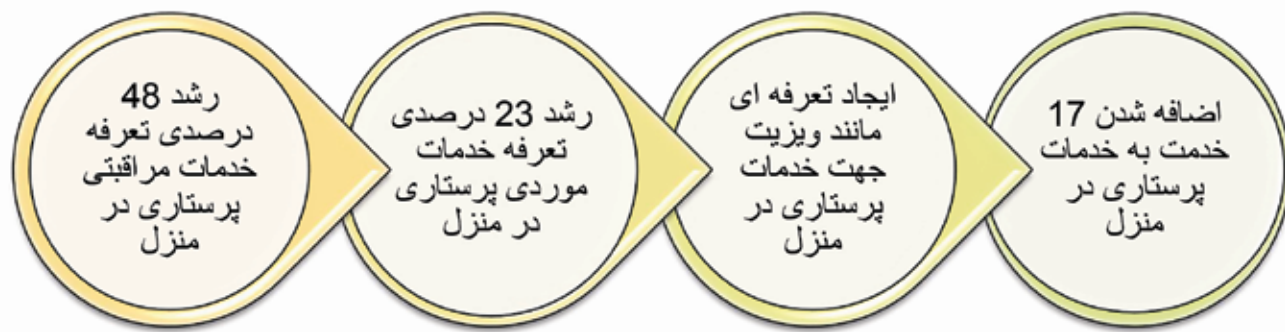 رشد 48
درصدی تعرفه
خدمات مراقبتی
پرستاری در
منزل
رشد 23 درصدی
تعرفه خدمات
موردی پرستاری
در منزل
ایجاد تعرفه ای
مانند ویزیت
جهت خدمات
پرستاری در
منزل
اضافه شدن 17
خدمت به خدمات
پرستاری در
منزل